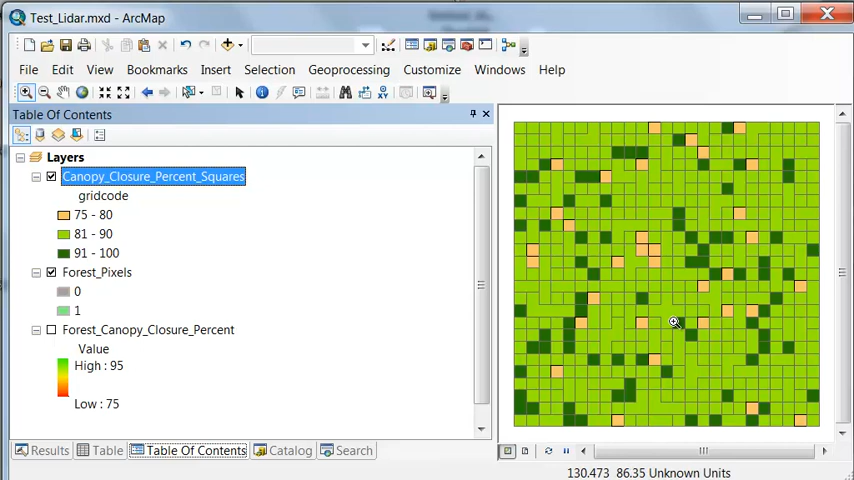 Test_Lidar.mxd - ArcMap
File Edit View Bookmarks Insert Selection Geoprocessing Customize Windows Help
Table Of Contents
Layers
Canopy_Closure_Percent_Squares
gridcode
75 - 80
81 - 90
91 - 100
Forest_Pixels
0
1
Forest_Canopy_Closure_Percent
Value
High : 95
Low : 75
Results Table Table Of Contents Catalog Search
130.473 86.35 Unknown Units